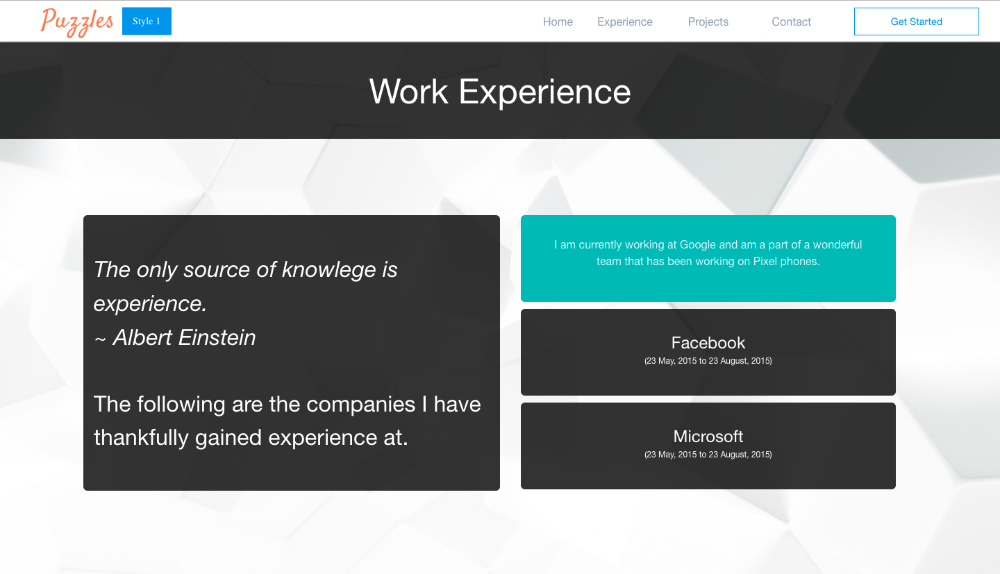 Puzzles
Style 1
Home
Experience
Projects
Contact
Get Started
Work Experience
The only source of knowlege is
experience.
~ Albert Einstein
The following are the companies I have
thankfully gained experience at.
I am currently working at Google and am a part of a wonderful
team that has been working on Pixel phones.
Facebook
(23 May, 2015 to 23 August, 2015)
Microsoft
(23 May, 2015 to 23 August, 2015)